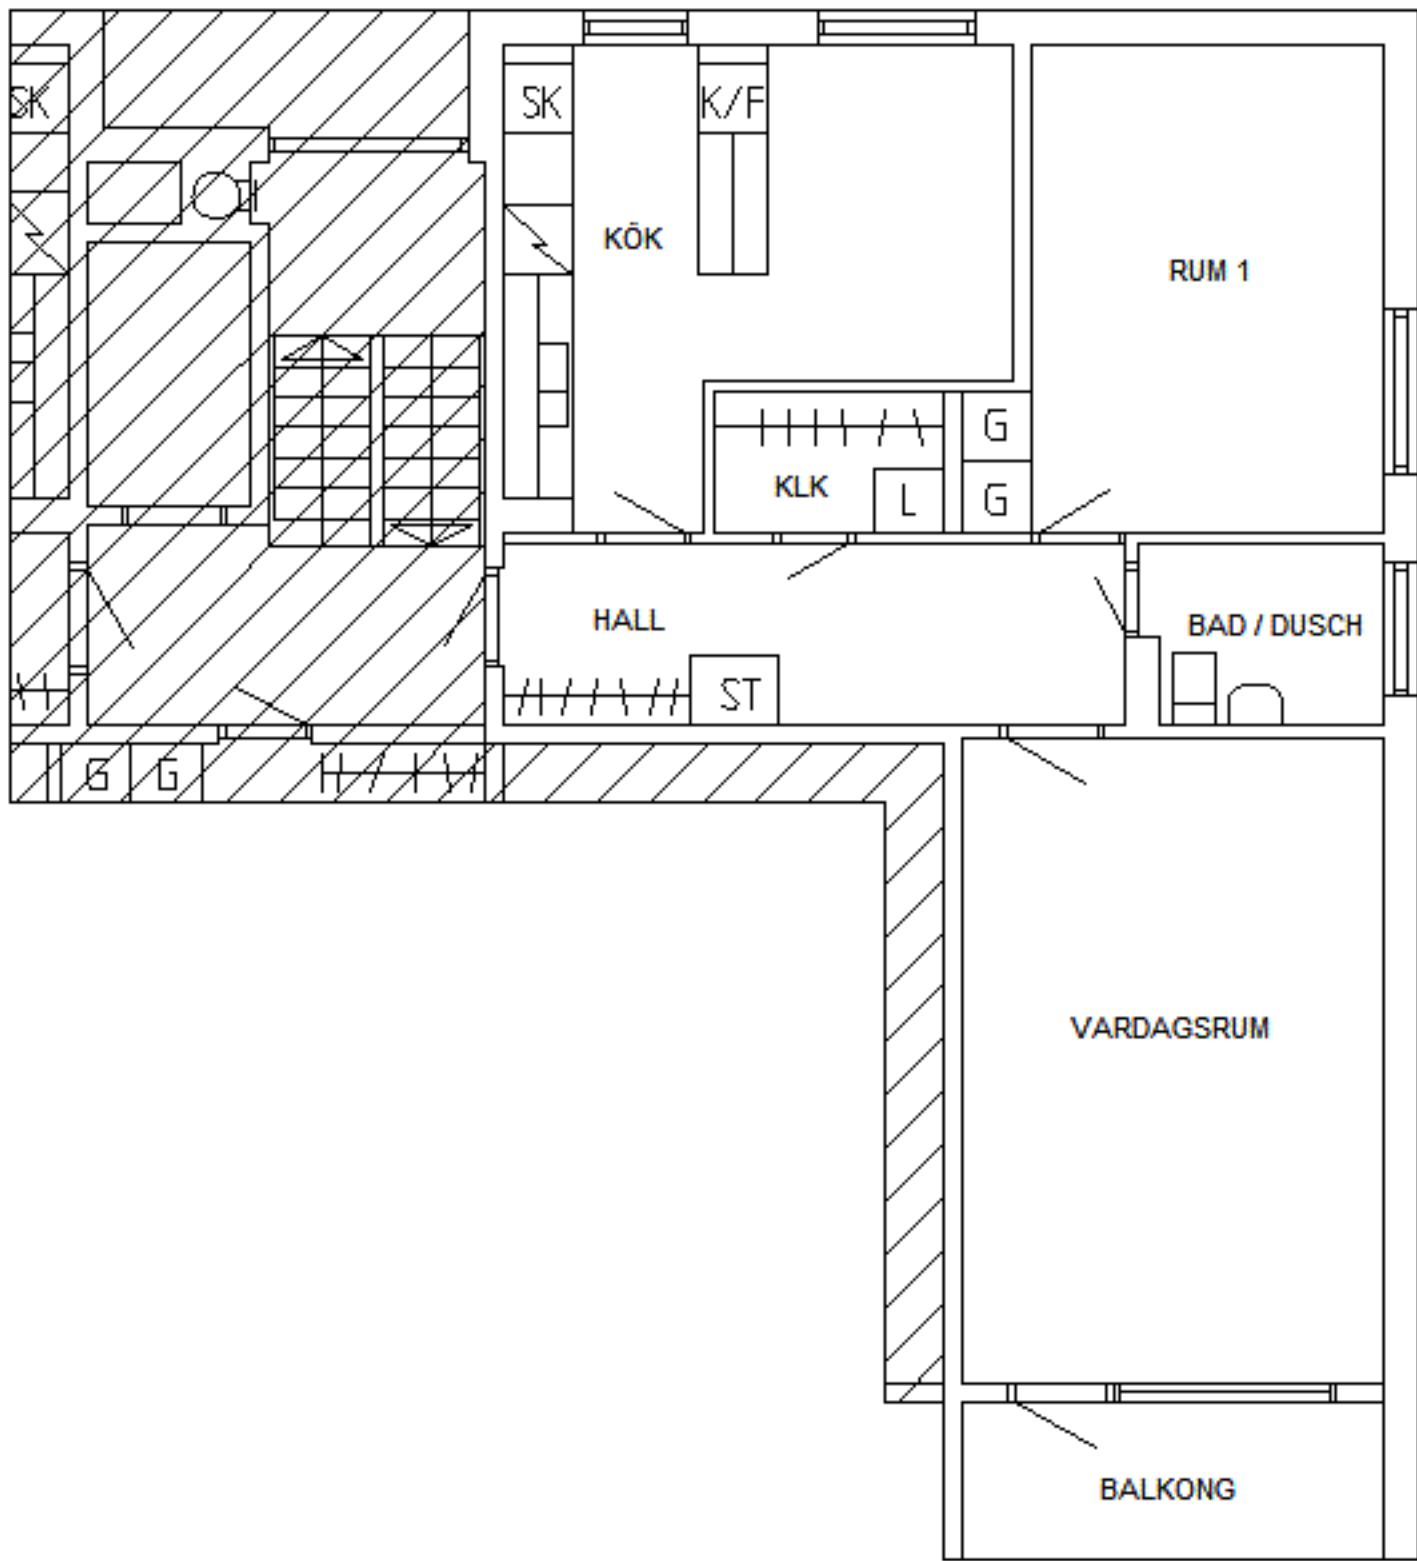 SK
SK
K/F
KÖK
RUM 1
G
KLK
L
G
HALL
BAD / DUSCH
ST
G
G
VARDAGSRUM
BALKONG